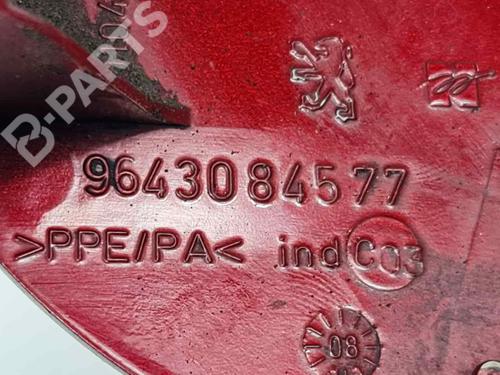 B-PARTS
9643084577
>PPE/PA<
indC03
08